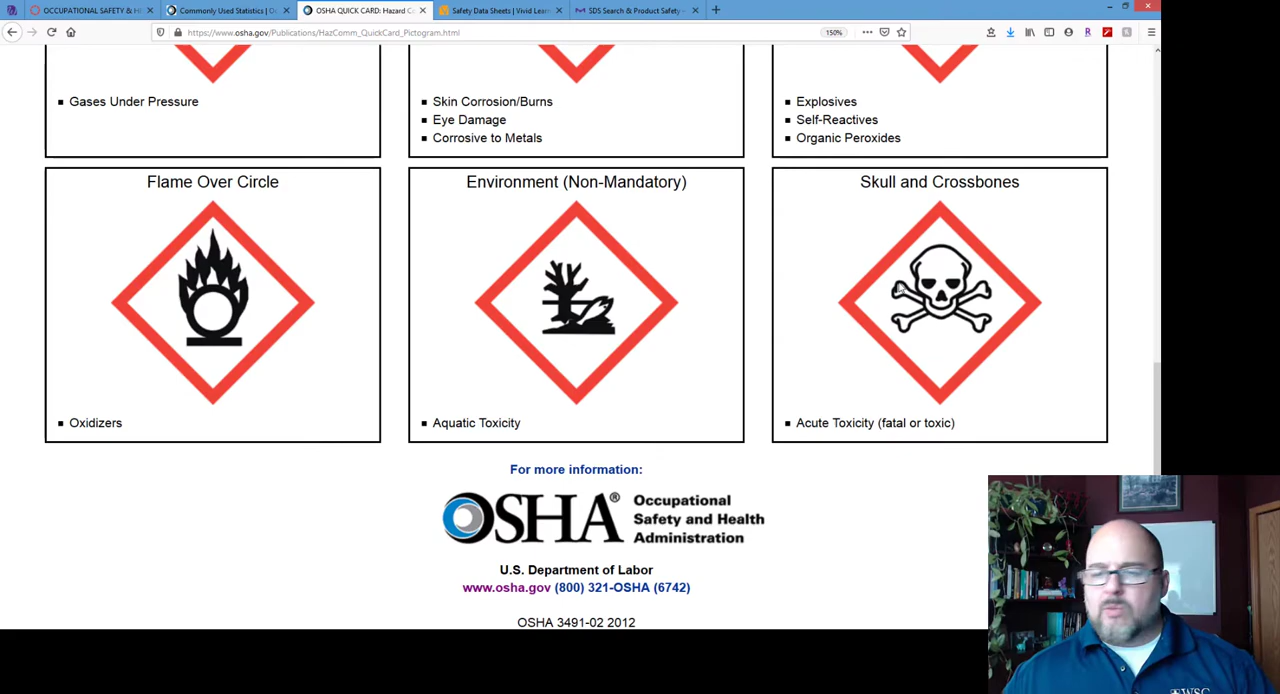 OCCUPATIONAL SAFETY & HE
Commonly Used Statistics | Oc
OSHA QUICK CARD: Hazard C
Safety Data Sheets | Vivid Lear
SDS Search & Product Safety
https://www.osha.gov/Publications/HazComm_QuickCard_Pictogram.html
150%
Gases Under Pressure
Skin Corrosion/Burns
Eye Damage
Corrosive to Metals
Explosives
Self-Reactives
Organic Peroxides
Flame Over Circle
Environment (Non-Mandatory)
Skull and Crossbones
Oxidizers
Aquatic Toxicity
Acute Toxicity (fatal or toxic)
For more information:
OSHA® Occupational
Safety and Health
Administration
U.S. Department of Labor
www.osha.gov (800) 321-OSHA (6742)
OSHA 3491-02 2012
WSC